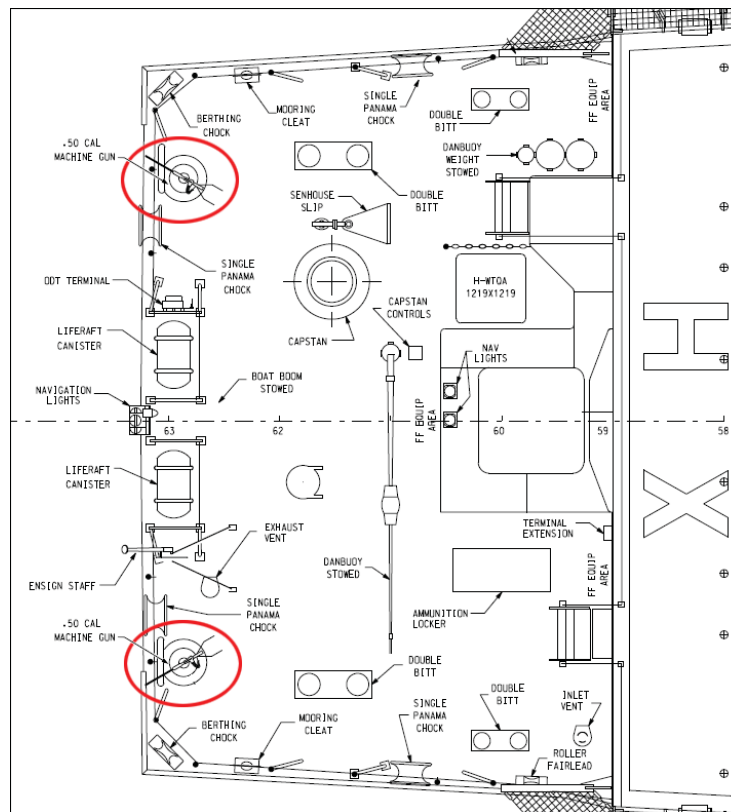 BERTHING
CHOCK
MOORING
CLEAT
SINGLE
PANAMA
CHOCK
DOUBLE
BITT
FF EQUIP
AREA
.50 CAL
MACHINE GUN
DANBUOY
WEIGHT
STOWED
DOUBLE
BITT
SENHOUSE
SLIP
SINGLE
PANAMA
CHOCK
ODT TERMINAL
H-WTQA
1219X1219
CAPSTAN
CONTROLS
CAPSTAN
LIFERAFT
CANISTER
NAV
LIGHTS
BOAT BOOM
STOWED
NAVIGATION
LIGHTS
FF EQUIP
AREA
H
63
62
60
59
58
LIFERAFT
CANISTER
X
EXHAUST
VENT
TERMINAL
EXTENSION
DANBUOY
STOWED
FF EQUIP
AREA
ENSIGN STAFF
AMMUNITION
LOCKER
SINGLE
PANAMA
CHOCK
.50 CAL
MACHINE GUN
DOUBLE
BITT
SINGLE
PANAMA
CHOCK
DOUBLE
BITT
INLET
VENT
BERTHING
CHOCK
MOORING
CLEAT
ROLLER
FAIRLEAD